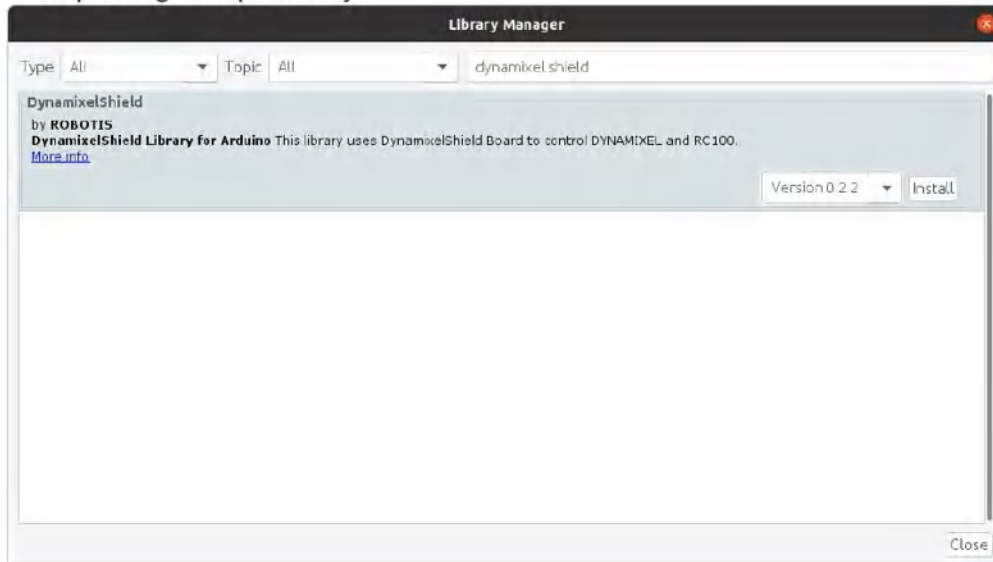 Library Manager
Type All Topic All dynamixel shield
DynamixelShield
by ROBOTIS
DynamixelShield Library for Arduino This library uses DynamixelShield Board to control DYNAMIXEL and RC100.
More info
Version 0.2.2 Install
Close